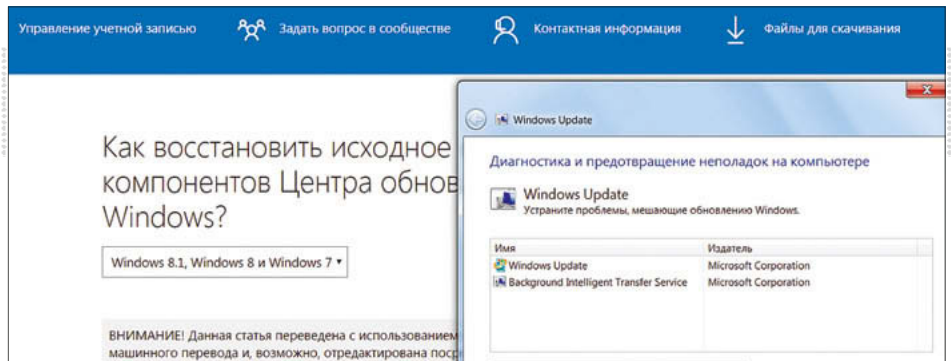 Управление учетной записью
Задать вопрос в сообществе
Контактная информация
Файлы для скачивания
Как восстановить исходное
компонентов Центра обнов
Windows?
Windows 8.1, Windows 8 и Windows 7
ВНИМАНИЕ! Данная статья переведена с использованием
машинного перевода и, возможно, отредактирована поср
Windows Update
Диагностика и предотвращение неполадок на компьютере
Windows Update
Устраните проблемы, мешающие обновлению Windows.
Имя Издатель
Windows Update Microsoft Corporation
Background Intelligent Transfer Service Microsoft Corporation